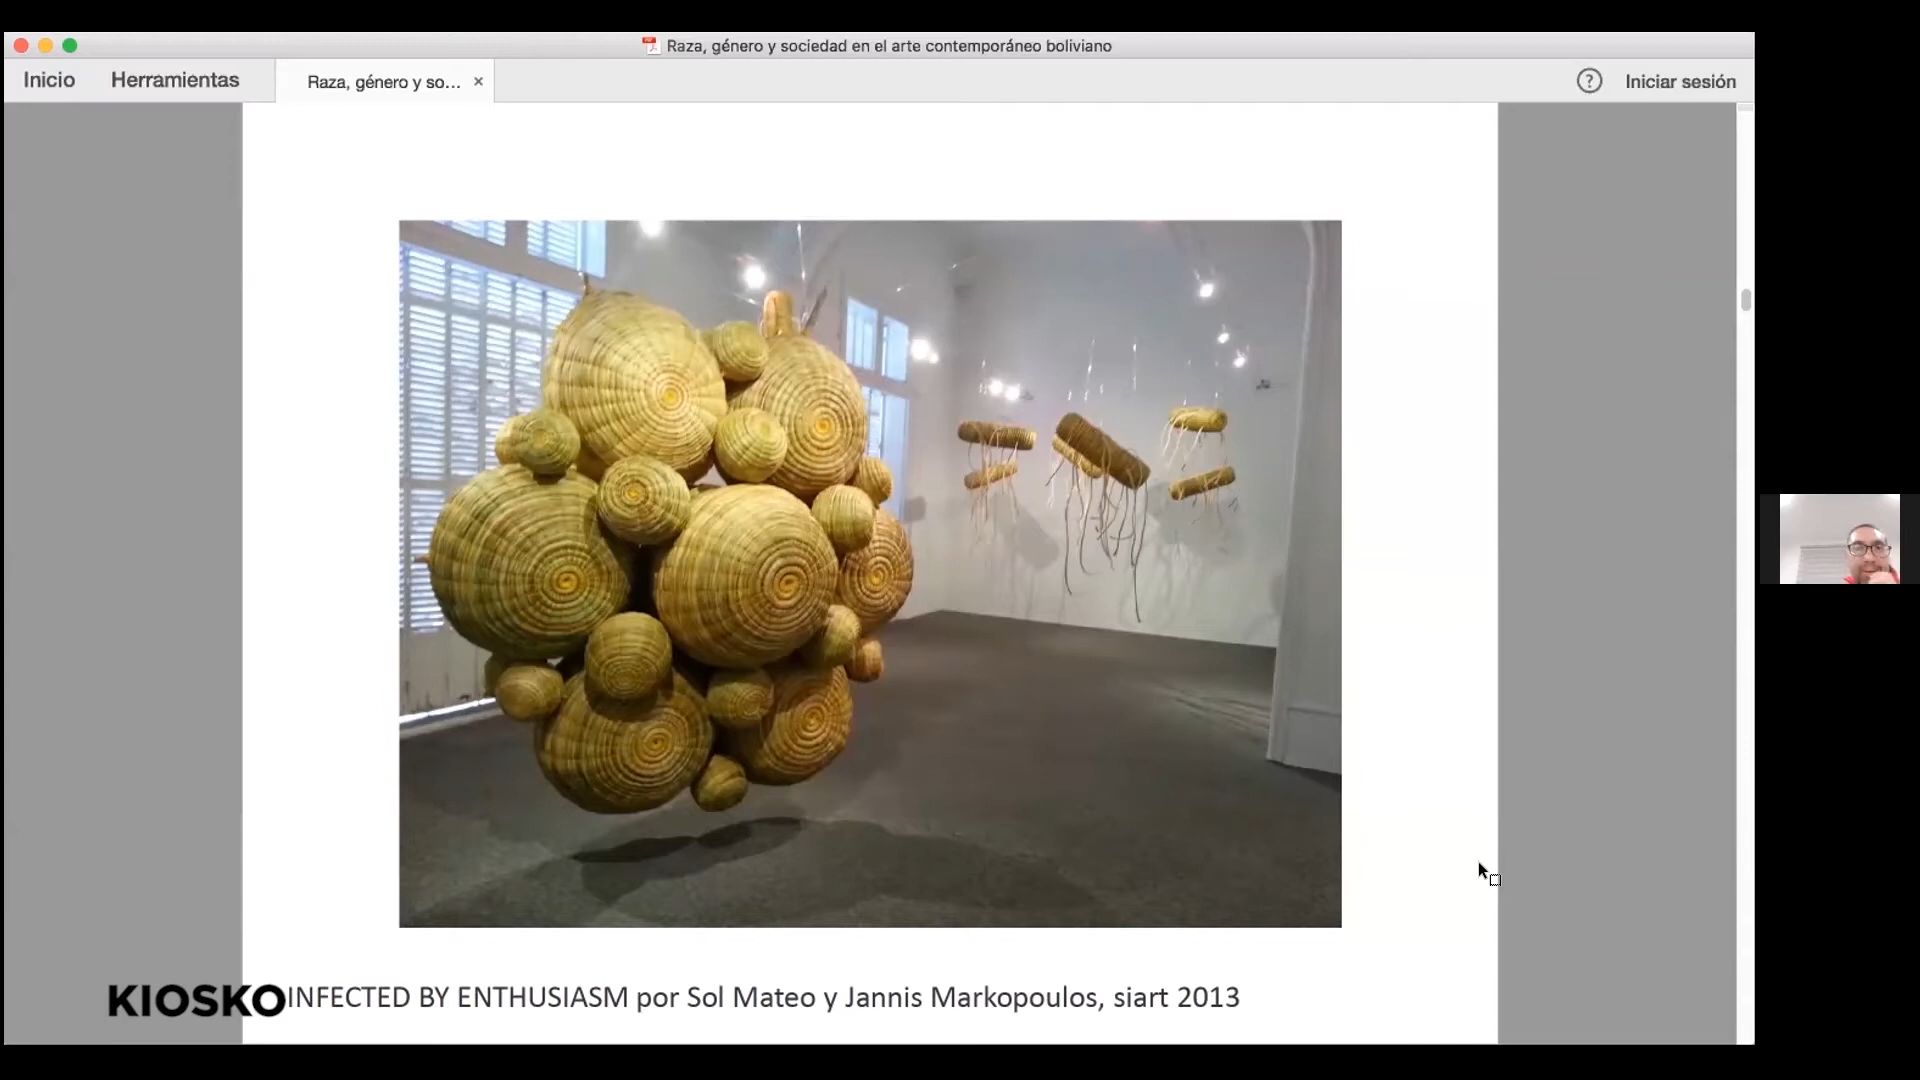 Raza, género y sociedad en el arte contemporáneo boliviano
Inicio Herramientas Raza, género y so... × ? Iniciar sesión
KIOSKO INFECTED BY ENTHUSIASM por Sol Mateo y Jannis Markopoulos, siart 2013